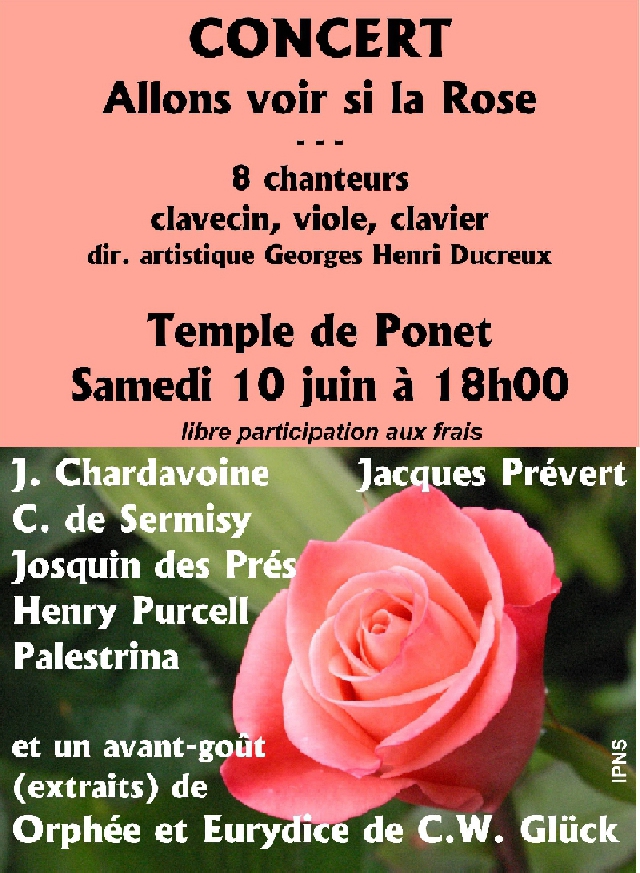 CONCERT
Allons voir si la Rose
- - -
8 chanteurs
clavecin, viole, clavier
dir. artistique Georges Henri Ducreux
Temple de Ponet
Samedi 10 juin à 18h00
libre participation aux frais
J. Chardavoine Jacques Prévert
C. de Sermisy
Josquin des Prés
Henry Purcell
Palestrina
et un avant-goût
(extraits) de
Orphée et Eurydice de C.W. Glück
IPNS